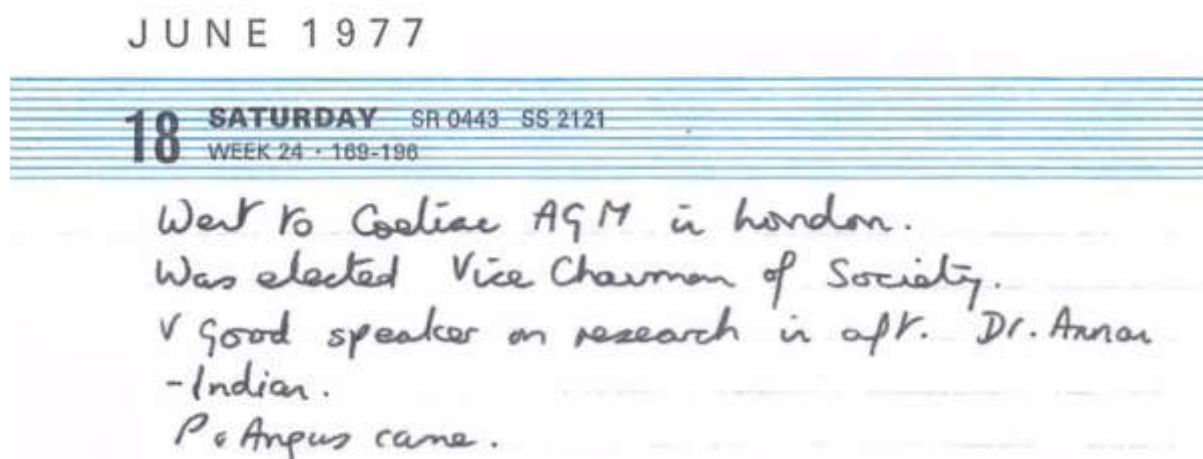 JUNE 1977
18 SATURDAY SR 0443 SS 2121
WEEK 24 · 169-196
Went to Coeliac AGM in London.
Was elected Vice Chairman of Society.
V Good speaker on research in aft. Dr. Annan
-Indian.
P & Angus came.